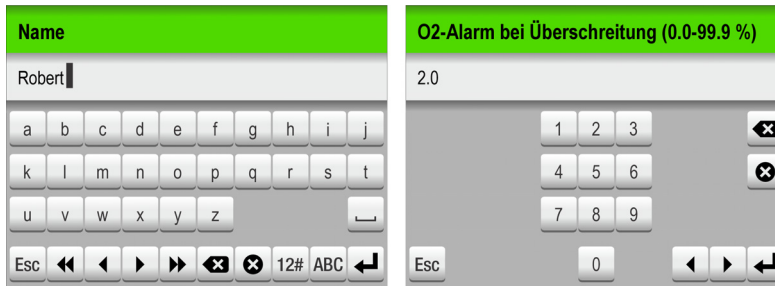 Name
Robert
a b c d e f g h i j
k l m n o p q r s t
u v w x y z
Esc 12# ABC
O2-Alarm bei Überschreitung (0.0-99.9 %)
2.0
1 2 3
4 5 6
7 8 9
Esc 0